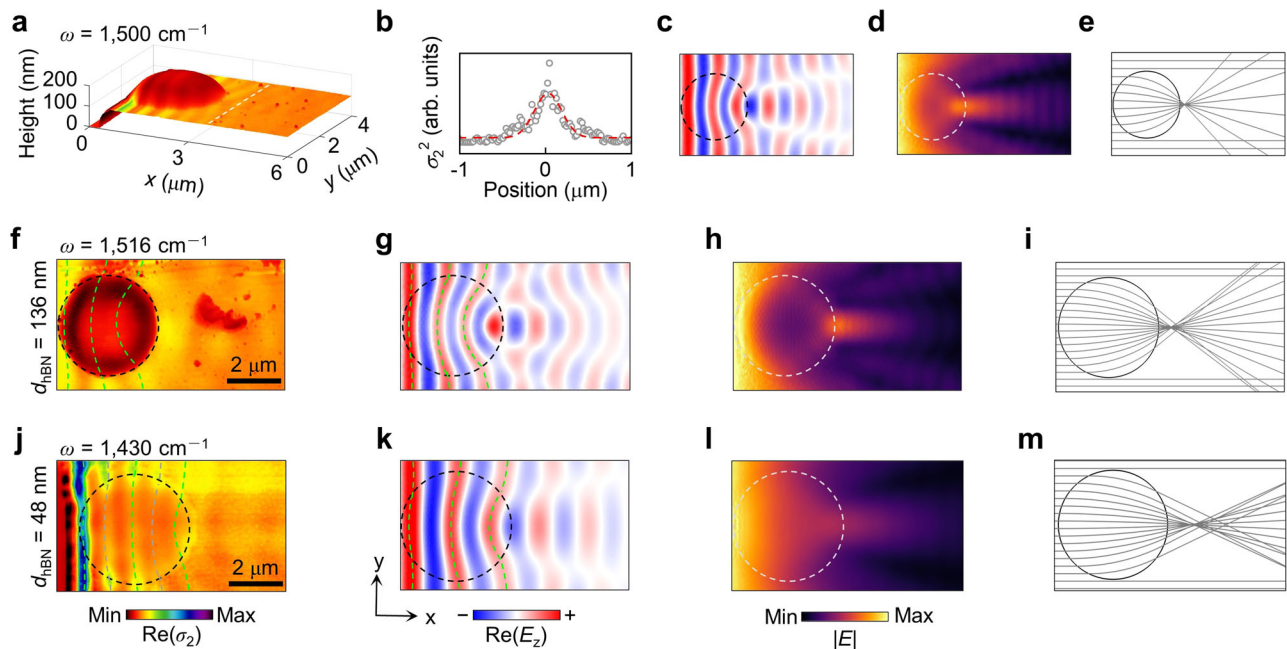 a
ω = 1,500 cm⁻¹
Height (nm)
200
100
0
0
3
6
x (μm)
0
2
4
y (μm)
b
σ₂² (arb. units)
-1
0
1
Position (μm)
c
d
e
f
ω = 1,516 cm⁻¹
d_hBN = 136 nm
2 μm
g
h
i
j
ω = 1,430 cm⁻¹
d_hBN = 48 nm
2 μm
k
l
m
Min Max
Re(σ₂)
y
x
− +
Re(E_z)
Min Max
|E|